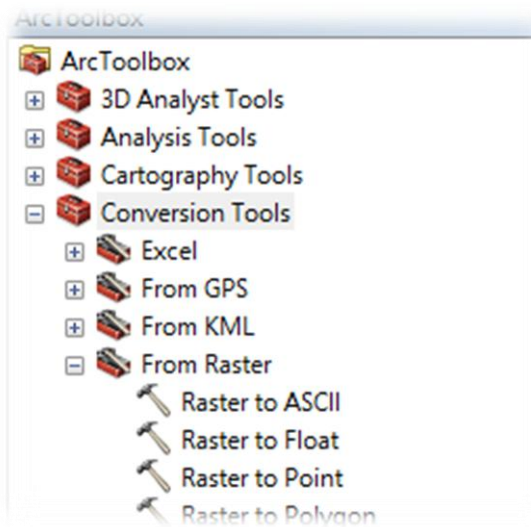 ArcToolbox
ArcToolbox
3D Analyst Tools
Analysis Tools
Cartography Tools
Conversion Tools
Excel
From GPS
From KML
From Raster
Raster to ASCII
Raster to Float
Raster to Point
Raster to Polygon